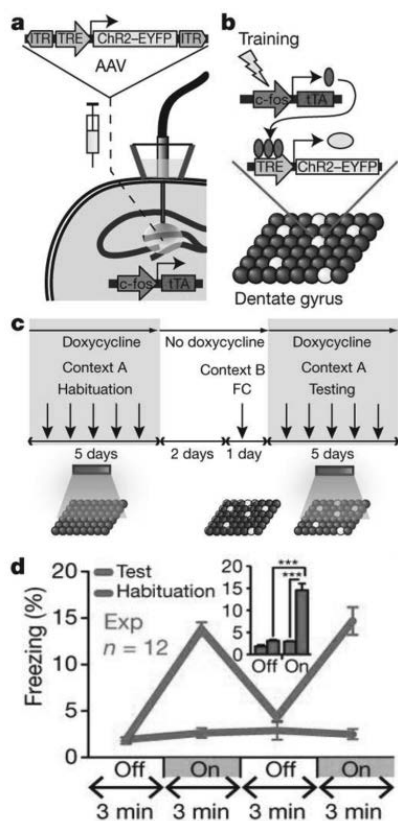 a
ITR TRE ChR2–EYFP ITR
AAV
c-fos tTA
b
Training
c-fos tTA
TRE ChR2–EYFP
Dentate gyrus
c
Doxycycline No doxycycline Doxycycline
Context A Context B Context A
Habituation FC Testing
5 days 2 days 1 day 5 days
d
Freezing (%)
20
15
10
5
0
Test
Habituation
Exp
n = 12
***
***
20
15
10
5
0
Off On
Off On Off On
3 min 3 min 3 min 3 min